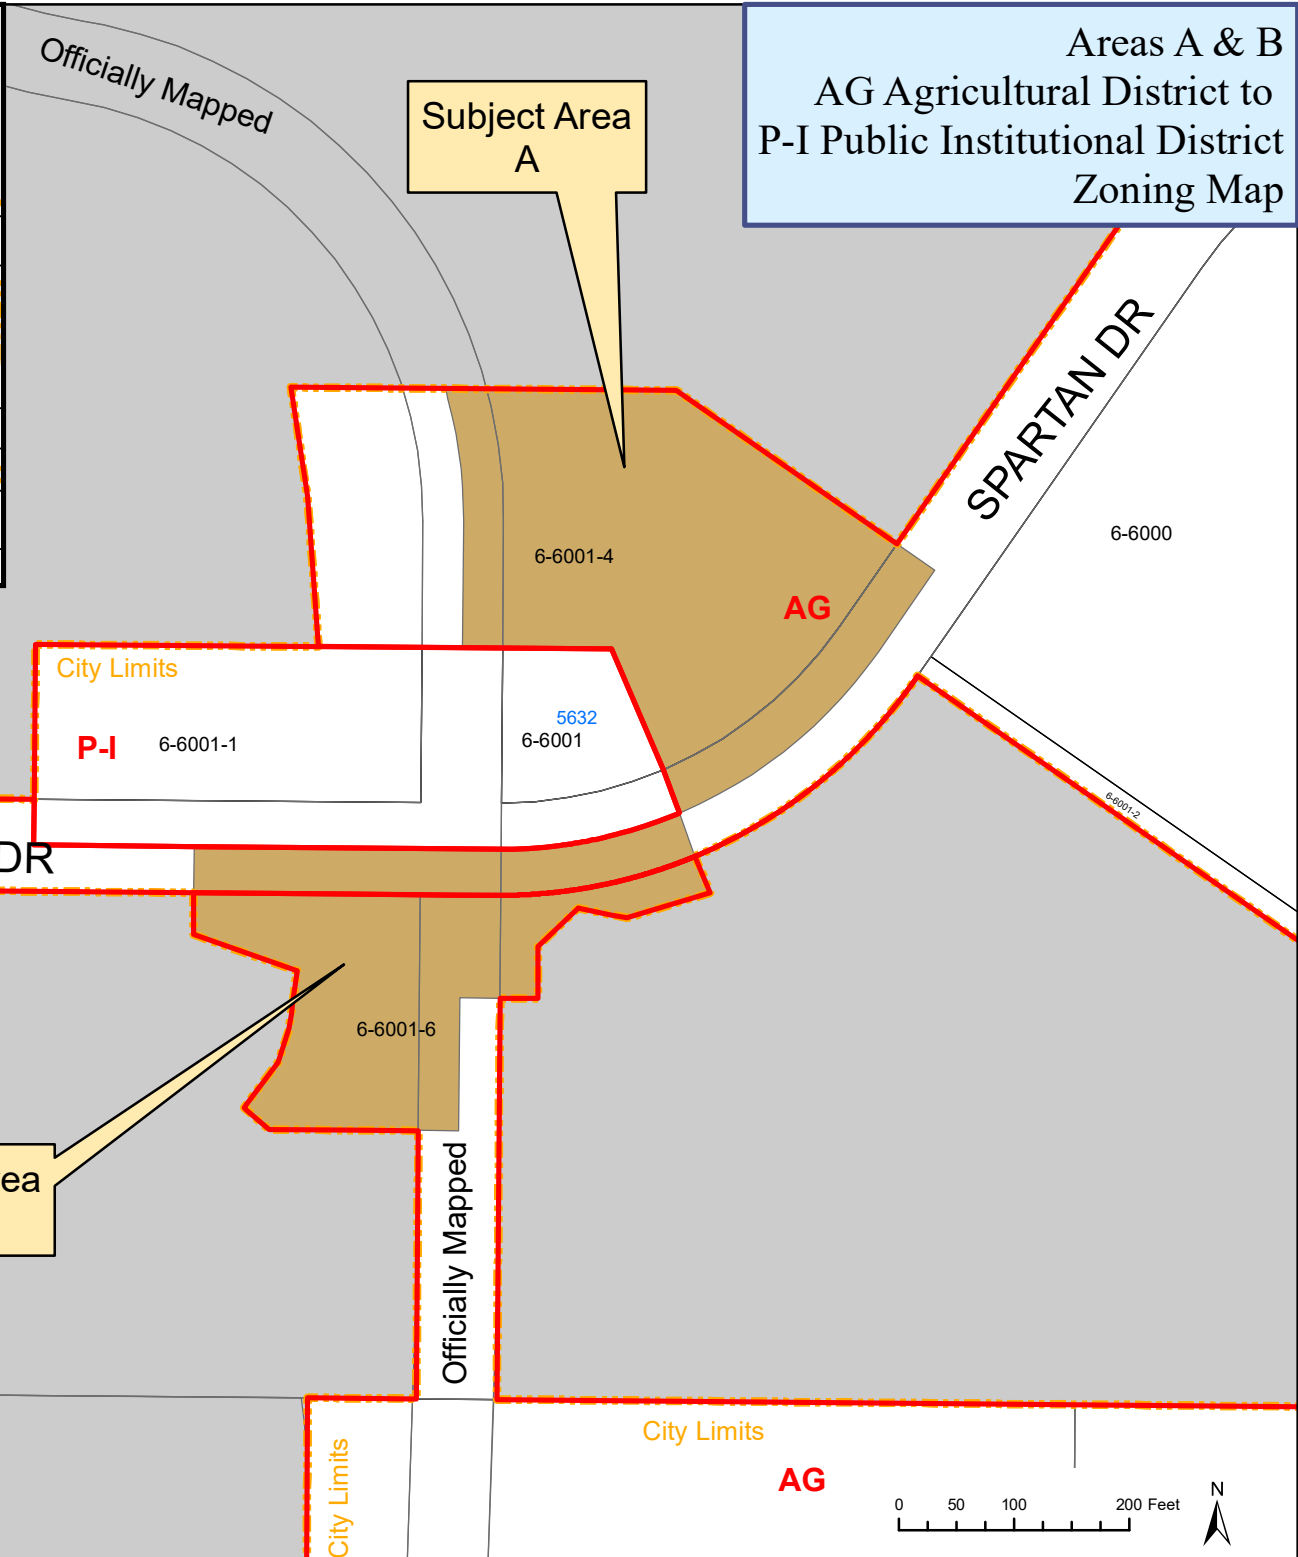 Areas A & B
AG Agricultural District to
P-I Public Institutional District
Zoning Map
Officially Mapped
Subject Area
A
SPARTAN DR
6-6000
6-6001-4
AG
City Limits
5632
6-6001
P-I
6-6001-1
6-6001-2
DR
6-6001-6
ea
Officially Mapped
City Limits
City Limits
AG
0 50 100 200 Feet
N